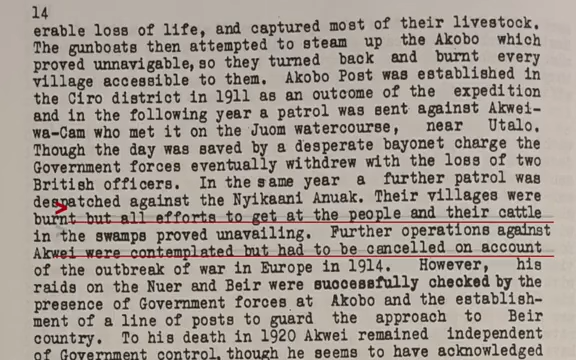 14
erable loss of life, and captured most of their livestock.
The gunboats then attempted to steam up the Akobo which
proved unnavigable, so they turned back and burnt every
village accessible to them. Akobo Post was established in
the Ciro district in 1911 as an outcome of the expedition
and in the following year a patrol was sent against Akwei-
wa-Cam who met it on the Juom watercourse, near Utalo.
Though the day was saved by a desperate bayonet charge the
Government forces eventually withdrew with the loss of two
British officers. In the same year a further patrol was
despatched against the Nyikaani Anuak. Their villages were
burnt but all efforts to get at the people and their cattle
in the swamps proved unavailing. Further operations against
Akwei were contemplated but had to be cancelled on account
of the outbreak of war in Europe in 1914. However, his
raids on the Nuer and Beir were successfully checked by the
presence of Government forces at Akobo and the establish-
ment of a line of posts to guard the approach to Beir
country. To his death in 1920 Akwei remained independent
of Government control, though he seems to have acknowledged